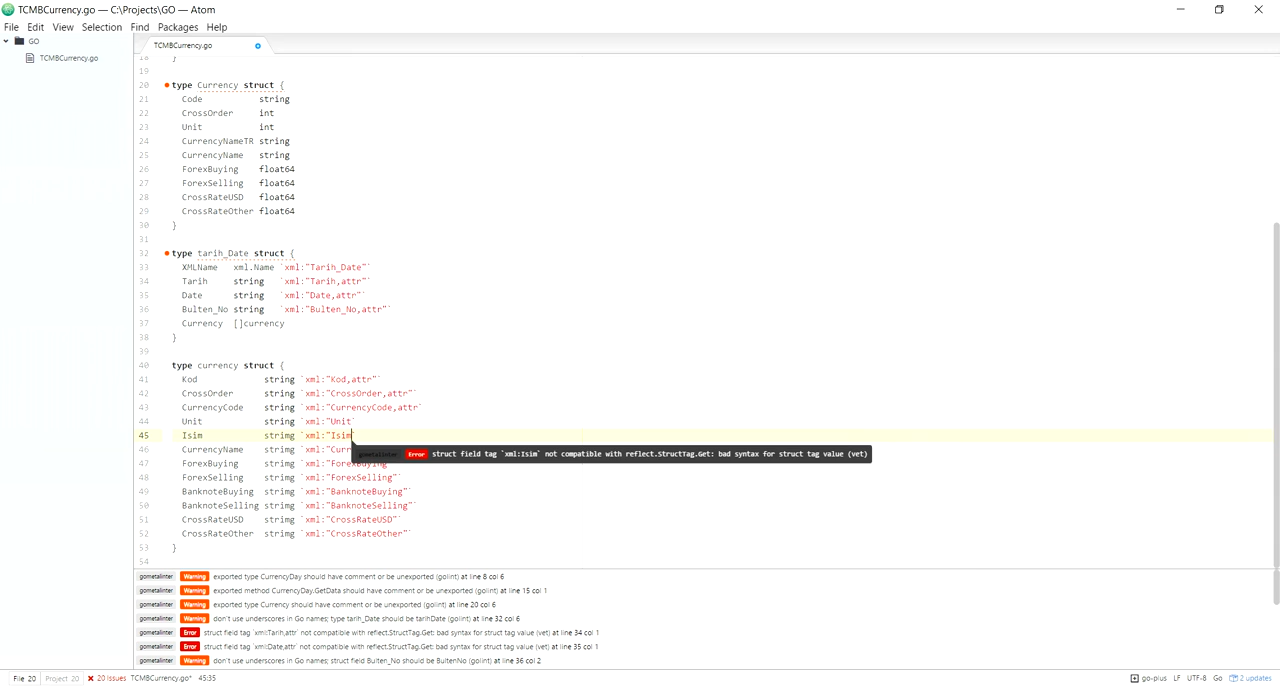 TCMBCurrency.go — C:\Projects\GO — Atom
File Edit View Selection Find Packages Help
GO
TCMBCurrency.go
TCMBCurrency.go
18 }
19
20 type Currency struct {
21 Code string
22 CrossOrder int
23 Unit int
24 CurrencyNameTR string
25 CurrencyName string
26 ForexBuying float64
27 ForexSelling float64
28 CrossRateUSD float64
29 CrossRateOther float64
30 }
31
32 type tarih_Date struct {
33 XMLName xml.Name `xml:"Tarih_Date"`
34 Tarih string `xml:"Tarih,attr"`
35 Date string `xml:"Date,attr"`
36 Bulten_No string `xml:"Bulten_No,attr"`
37 Currency []currency
38 }
39
40 type currency struct {
41 Kod string `xml:"Kod,attr"`
42 CrossOrder string `xml:"CrossOrder,attr"`
43 CurrencyCode string `xml:"CurrencyCode,attr`
44 Unit string `xml:"Unit`
45 Isim strimg `xml:"Isim`
gometalinter Error struct field tag `xml:Isim` not compatible with reflect.StructTag.Get: bad syntax for struct tag value (vet)
46 CurrencyName strimg `xml:"Curr
47 ForexBuying strimg `xml:"ForexBuying"`
48 ForexSelling strimg `xml:"ForexSelling"`
49 BanknoteBuying strimg `xml:"BanknoteBuying"`
50 BanknoteSelling strimg `xml:"BanknoteSelling"`
51 CrossRateUSD strimg `xml:"CrossRateUSD"`
52 CrossRateOther strimg `xml:"CrossRateOther"`
53 }
54
gometalinter Warning exported type CurrencyDay should have comment or be unexported (golint) at line 8 col 6
gometalinter Warning exported method CurrencyDay.GetData should have comment or be unexported (golint) at line 15 col 1
gometalinter Warning exported type Currency should have comment or be unexported (golint) at line 20 col 6
gometalinter Warning don't use underscores in Go names; type tarih_Date should be tarihDate (golint) at line 32 col 6
gometalinter Error struct field tag `xml:Tarih,attr` not compatible with reflect.StructTag.Get: bad syntax for struct tag value (vet) at line 34 col 1
gometalinter Error struct field tag `xml:Date,attr` not compatible with reflect.StructTag.Get: bad syntax for struct tag value (vet) at line 35 col 1
gometalinter Warning don't use underscores in Go names; struct field Bulten_No should be BultenNo (golint) at line 36 col 2
File 20 Project 20 20 Issues TCMBCurrency.go* 45:35 go-plus LF UTF-8 Go 2 updates